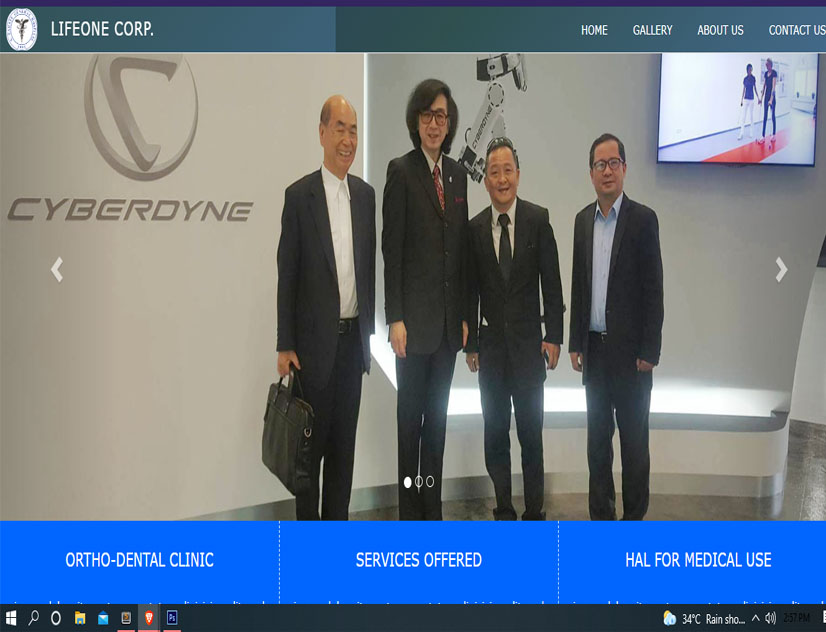 LIFEONE CORP.
HOME GALLERY ABOUT US CONTACT US
CYBERDYNE
CYBERDYNE
ORTHO-DENTAL CLINIC
SERVICES OFFERED
HAL FOR MEDICAL USE
34°C Rain sho... 2:57 PM